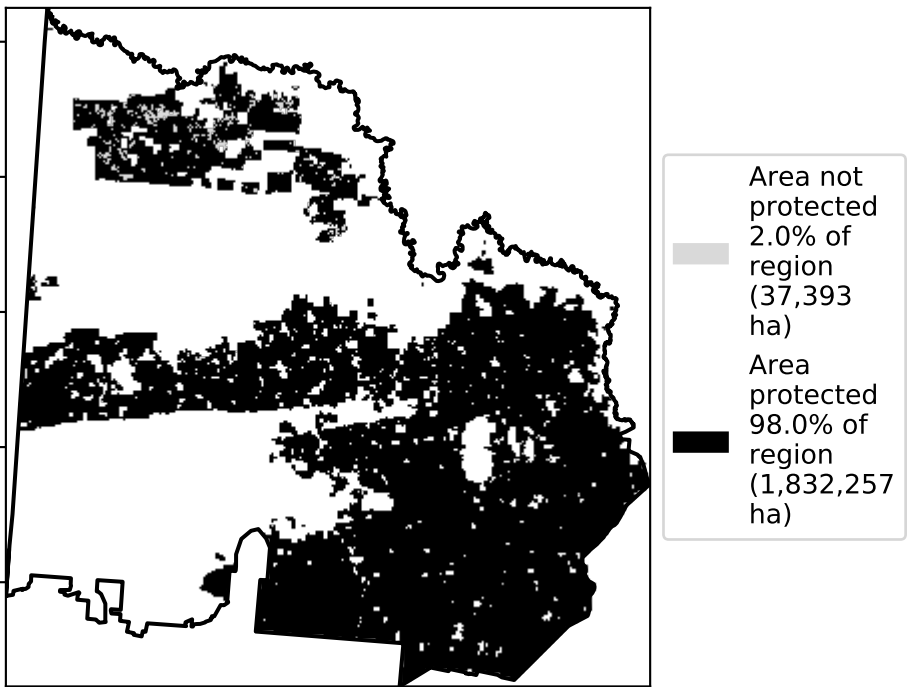 Area not
protected
2.0% of
region
(37,393
ha)
Area
protected
98.0% of
region
(1,832,257
ha)